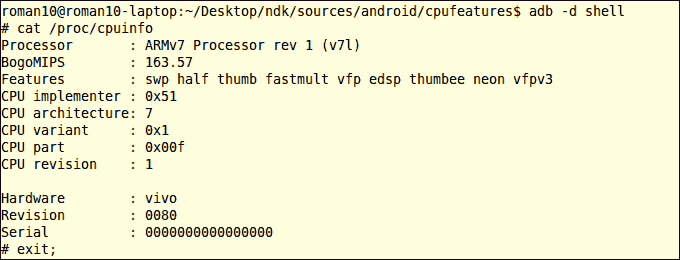 roman10@roman10-laptop:~/Desktop/ndk/sources/android/cpufeatures$ adb -d shell
# cat /proc/cpuinfo
Processor       : ARMv7 Processor rev 1 (v7l)
BogoMIPS        : 163.57
Features        : swp half thumb fastmult vfp edsp thumbee neon vfpv3
CPU implementer : 0x51
CPU architecture: 7
CPU variant     : 0x1
CPU part        : 0x00f
CPU revision    : 1
Hardware        : vivo
Revision        : 0080
Serial          : 0000000000000000
# exit;